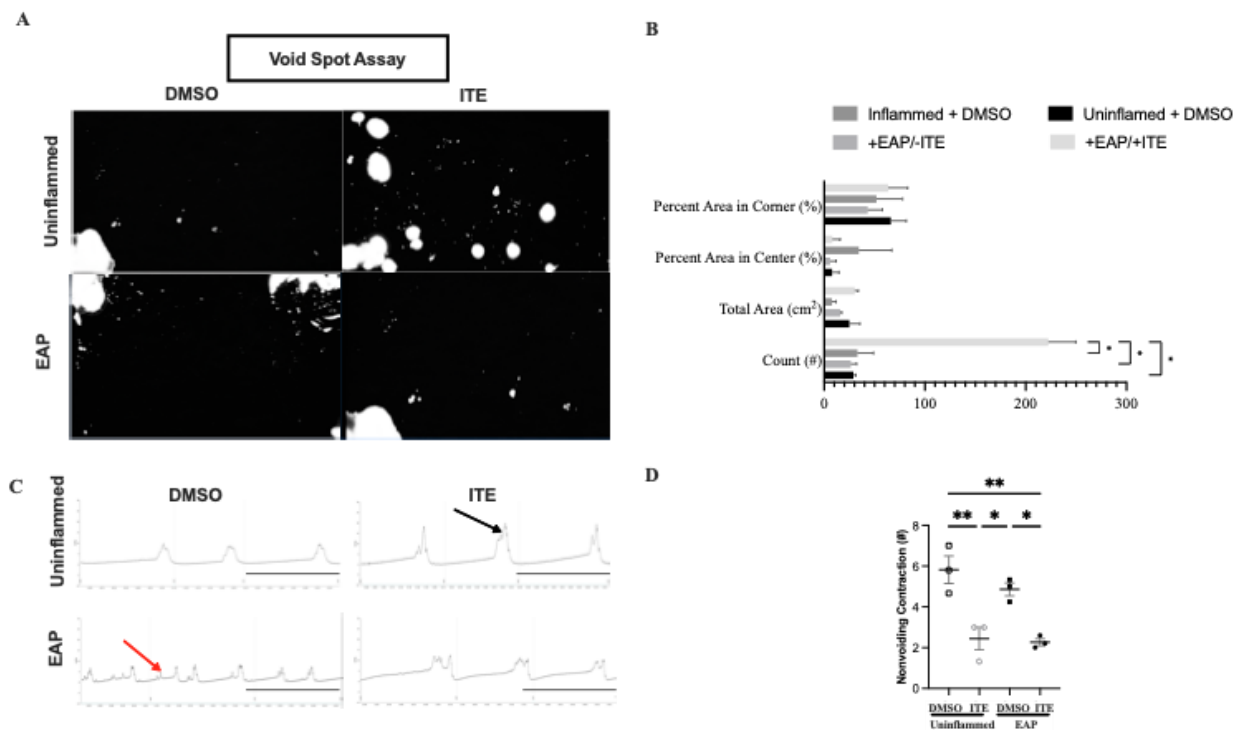 A
Void Spot Assay
DMSO ITE
Uninflammed
EAP
B
Inflammed + DMSO Uninflamed + DMSO
+EAP/-ITE +EAP/+ITE
Percent Area in Corner (%)
Percent Area in Center (%)
Total Area (cm²)
Count (#)
* * *
0 100 200 300
C
DMSO ITE
Uninflammed
EAP
D
**
** * *
Nonvoiding Contraction (#)
8
6
4
2
0
DMSO ITE DMSO ITE
Uninflammed EAP